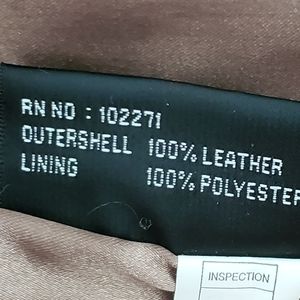 RN NO : 102271
OUTERSHELL 100% LEATHER
LINING 100% POLYESTER
INSPECTION